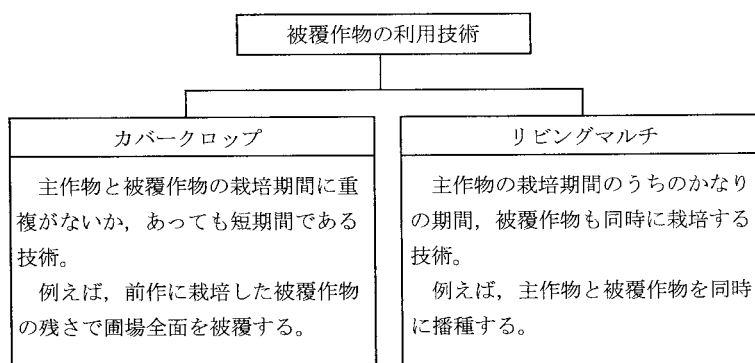 被覆作物の利用技術
カバークロップ
主作物と被覆作物の栽培期間に重
複がないか，あっても短期間である
技術。
例えば，前作に栽培した被覆作物
の残さで圃場全面を被覆する。
リビングマルチ
主作物の栽培期間のうちのかなり
の期間，被覆作物も同時に栽培する
技術。
例えば，主作物と被覆作物を同時
に播種する。